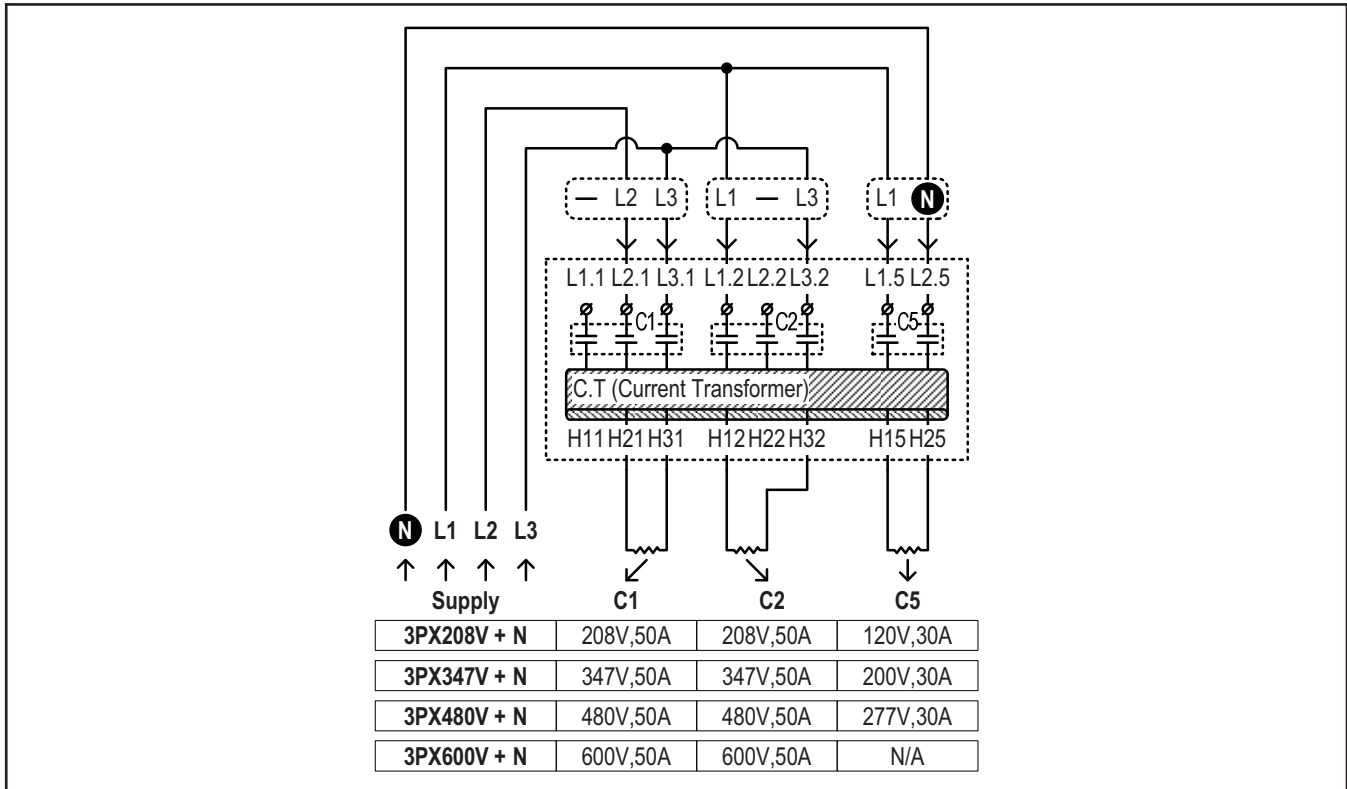 — L2 L3 L1 — L3 L1 N
L1.1 L2.1 L3.1 L1.2 L2.2 L3.2 L1.5 L2.5
C1 C2 C5
C.T (Current Transformer)
H11 H21 H31 H12 H22 H32 H15 H25
N L1 L2 L3
Supply C1 C2 C5
3PX208V + N 208V,50A 208V,50A 120V,30A
3PX347V + N 347V,50A 347V,50A 200V,30A
3PX480V + N 480V,50A 480V,50A 277V,30A
3PX600V + N 600V,50A 600V,50A N/A